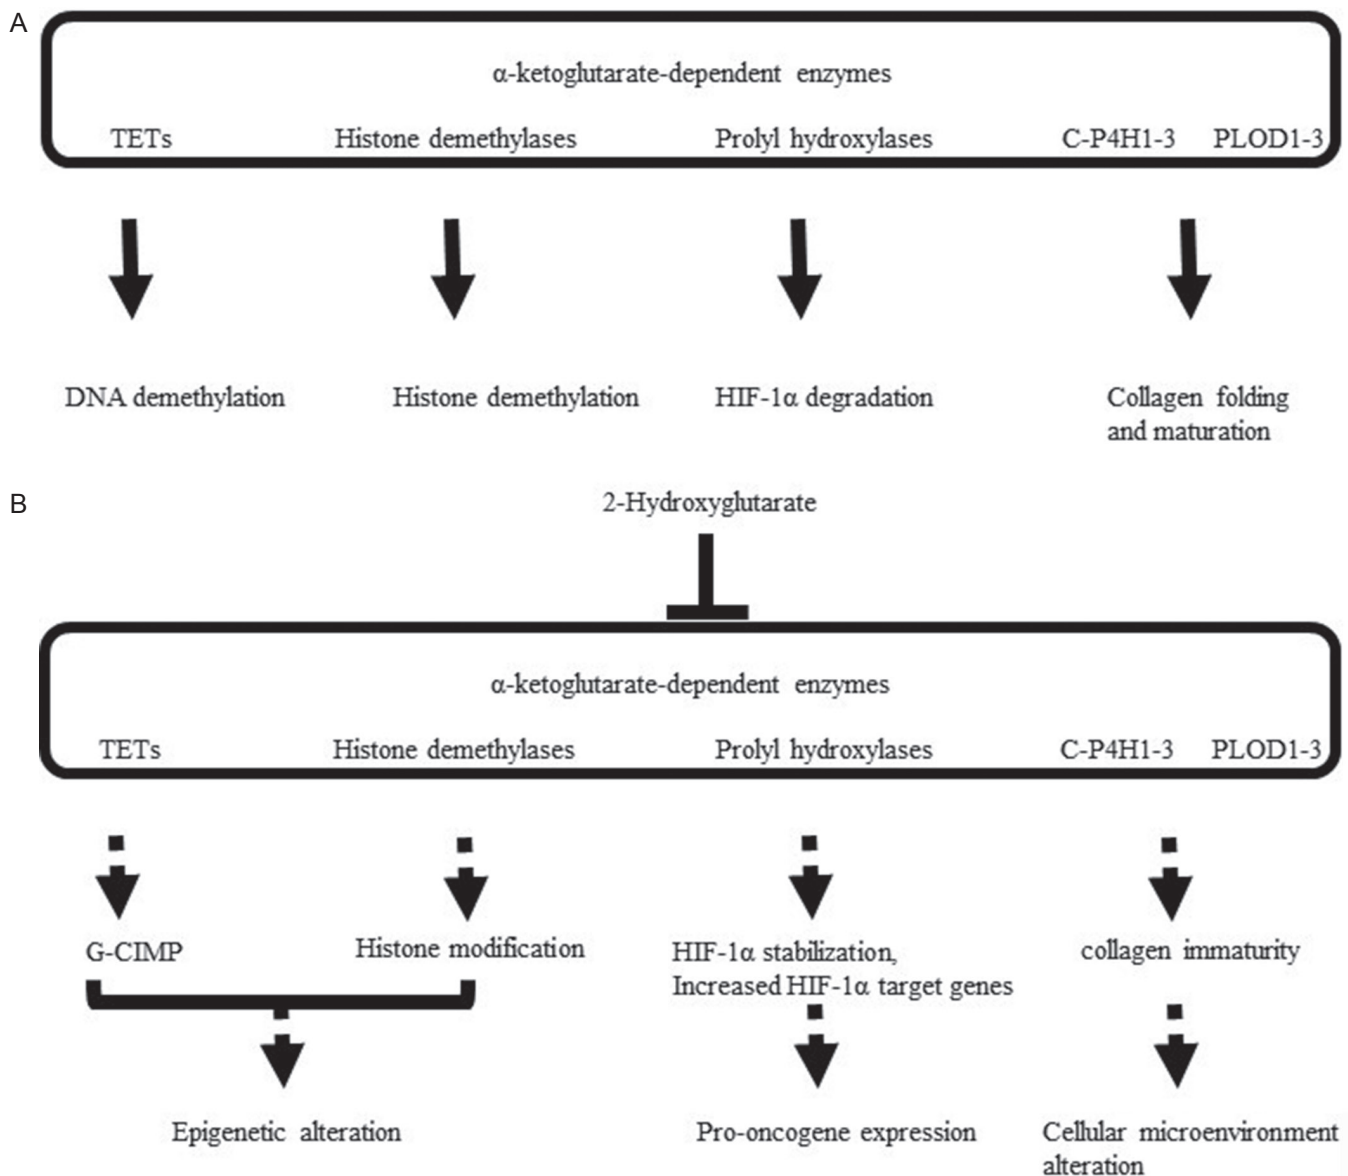 A
α-ketoglutarate-dependent enzymes
TETs Histone demethylases Prolyl hydroxylases C-P4H1-3 PLOD1-3
DNA demethylation Histone demethylation HIF-1α degradation Collagen folding
and maturation
B
2-Hydroxyglutarate
α-ketoglutarate-dependent enzymes
TETs Histone demethylases Prolyl hydroxylases C-P4H1-3 PLOD1-3
G-CIMP Histone modification HIF-1α stabilization, collagen immaturity
Increased HIF-1α target genes
Epigenetic alteration Pro-oncogene expression Cellular microenvironment
alteration